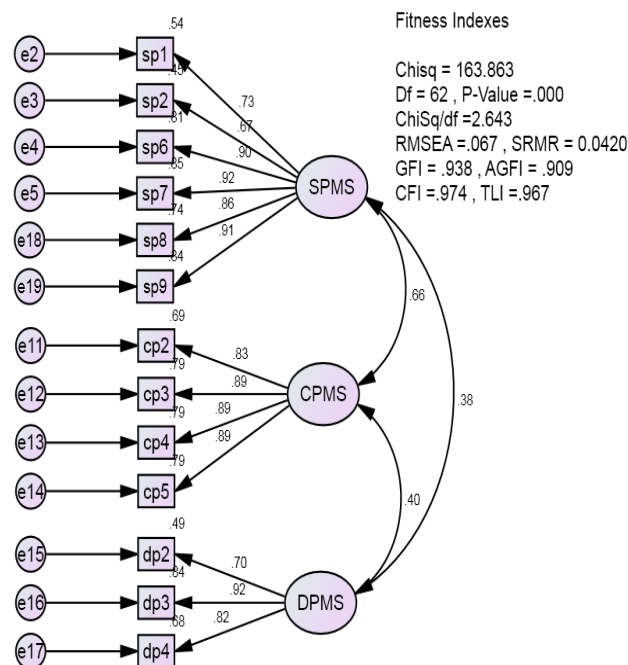 Fitness Indexes
Chisq = 163.863
Df = 62 , P-Value =.000
ChiSq/df =2.643
RMSEA =.067 , SRMR = 0.0420
GFI = .938 , AGFI = .909
CFI =.974 , TLI =.967
.54
e2 sp1
.45
e3 sp2
.81
e4 sp6
.85
e5 sp7
.74
e18 sp8
.84
e19 sp9
.73
.67
.90
.92
.86
.91
SPMS
.69
e11 cp2
.79
e12 cp3
.79
e13 cp4
.79
e14 cp5
.83
.89
.89
.89
CPMS
.49
e15 dp2
.84
e16 dp3
.68
e17 dp4
.70
.92
.82
DPMS
.66
.38
.40